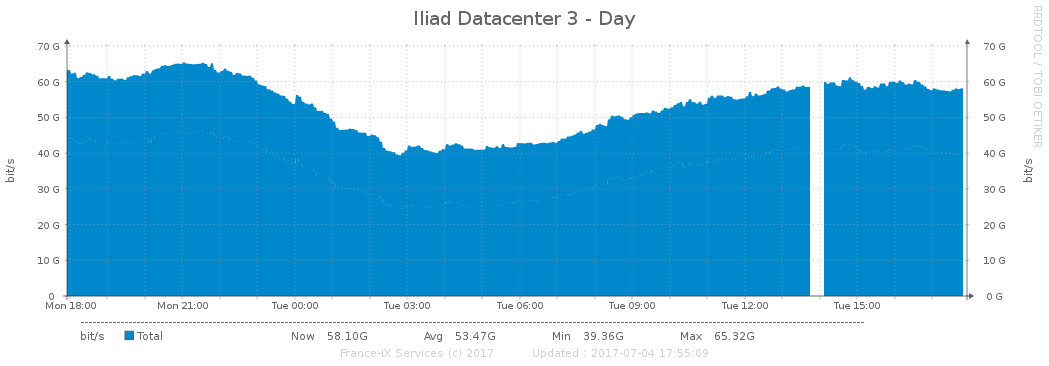 Iliad Datacenter 3 - Day
RRDTOOL / TOBI OETIKER
70 G 70 G
60 G 60 G
50 G 50 G
40 G 40 G
30 G 30 G
20 G 20 G
10 G 10 G
0 0 G
bit/s bit/s
Mon 18:00 Mon 21:00 Tue 00:00 Tue 03:00 Tue 06:00 Tue 09:00 Tue 12:00 Tue 15:00
bit/s Total Now 58.10G Avg 53.47G Min 39.36G Max 65.32G
France-IX Services (c) 2017 Updated : 2017-07-04 17:55:09